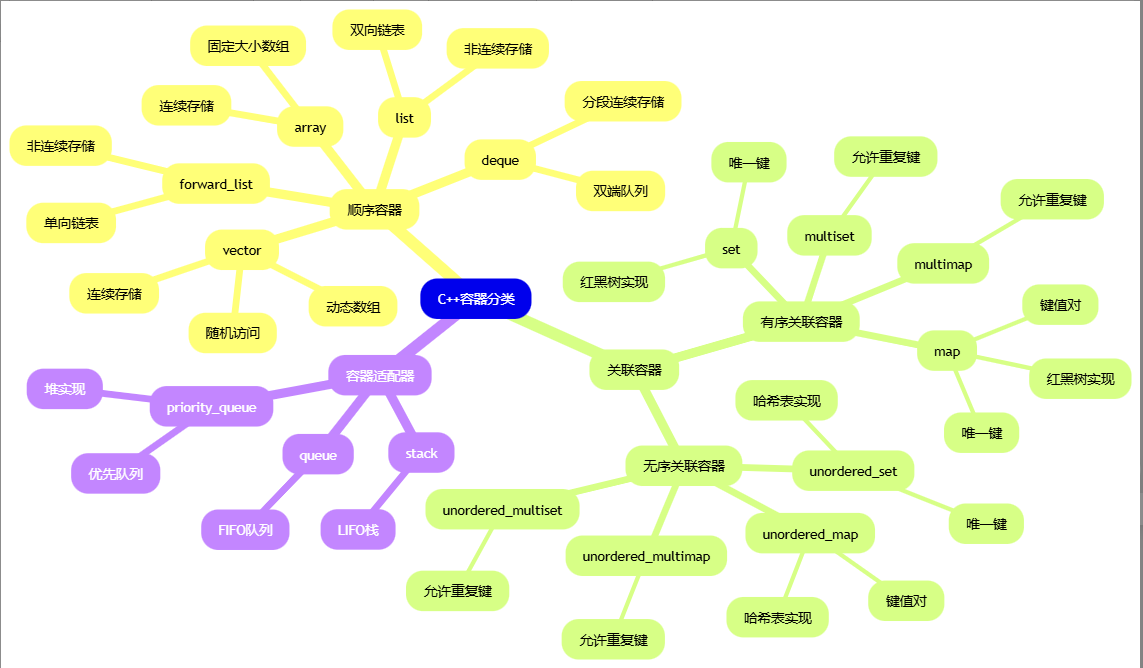 C++容器分类
顺序容器
array
固定大小数组
连续存储
list
双向链表
非连续存储
deque
分段连续存储
双端队列
forward_list
非连续存储
单向链表
vector
连续存储
随机访问
动态数组
关联容器
有序关联容器
set
唯一键
红黑树实现
multiset
允许重复键
multimap
允许重复键
map
键值对
红黑树实现
唯一键
无序关联容器
unordered_set
哈希表实现
唯一键
unordered_map
哈希表实现
键值对
unordered_multimap
允许重复键
unordered_multiset
允许重复键
容器适配器
priority_queue
堆实现
优先队列
queue
FIFO队列
stack
LIFO栈